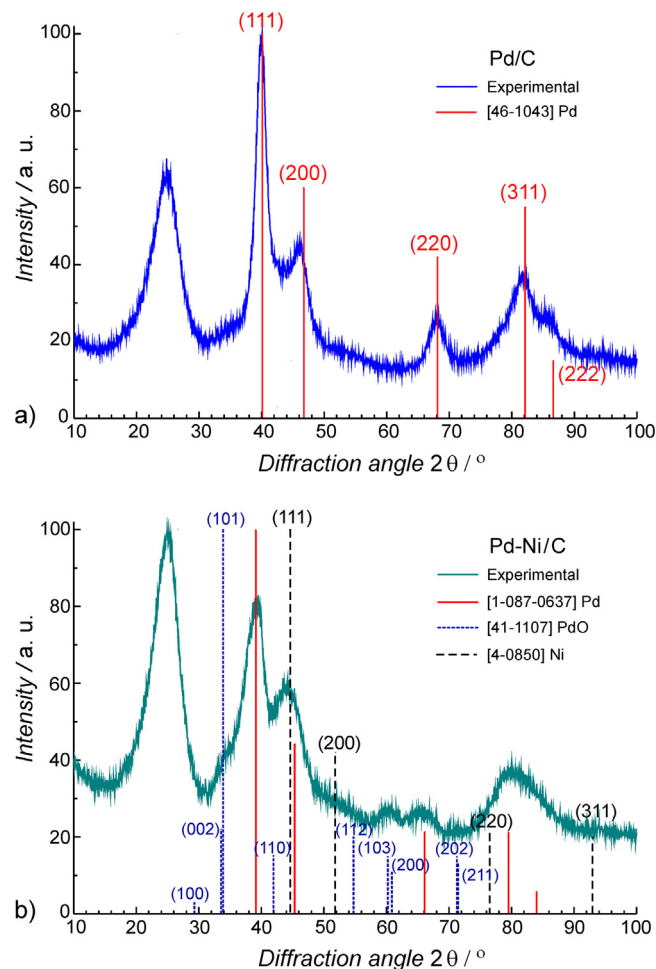 (111)
Pd/C
Experimental
[46-1043] Pd
(200)
(311)
(220)
(222)
100
80
60
40
20
0
Intensity / a. u.
10 20 30 40 50 60 70 80 90 100
a)
Diffraction angle 2 θ / °
(101)
(111)
Pd-Ni/C
Experimental
[1-087-0637] Pd
[41-1107] PdO
[4-0850] Ni
(200)
(002)
(112)
(220)
(311)
(110)
(103)
(202)
(200)
(211)
(100)
100
80
60
40
20
0
Intensity / a. u.
10 20 30 40 50 60 70 80 90 100
b)
Diffraction angle 2 θ / °